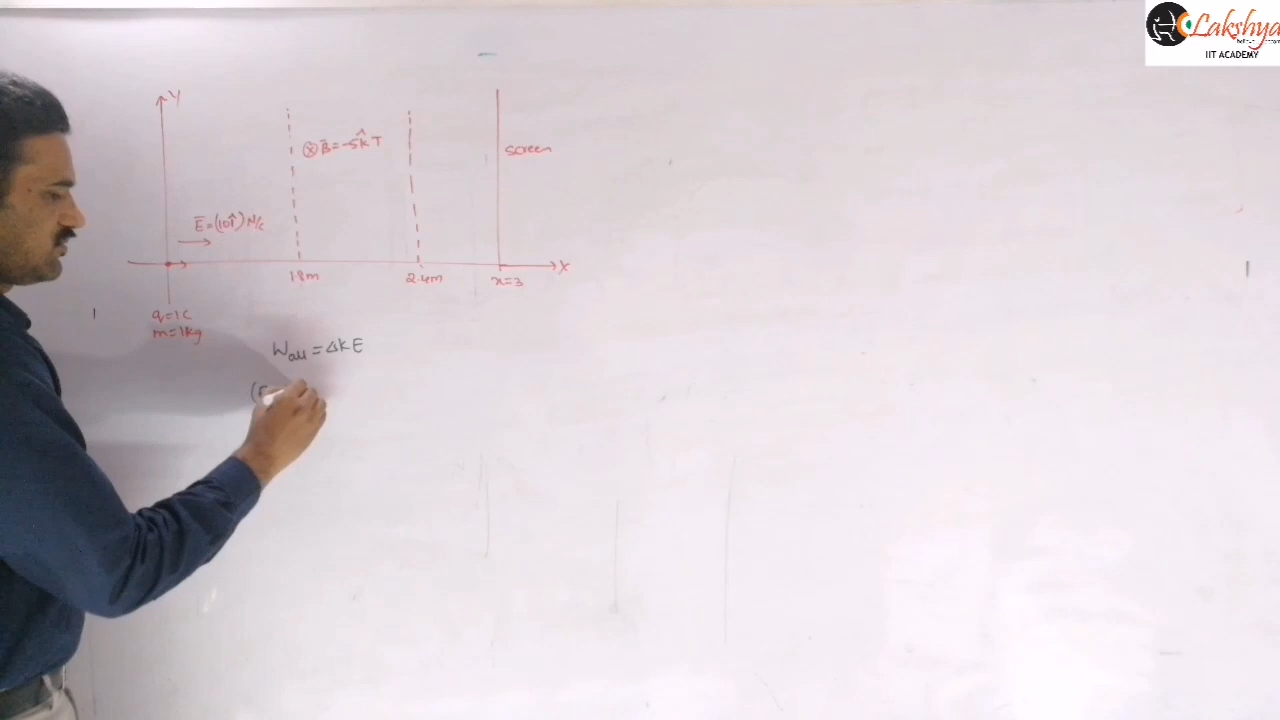 Lakshya
IIT ACADEMY
Y
⊗ B̅ = -5k̂ T
screen
E̅ = (10î) N/C
1.8m
2.4m
x=3
X
q=1C
m=1kg
W_all = ΔKE